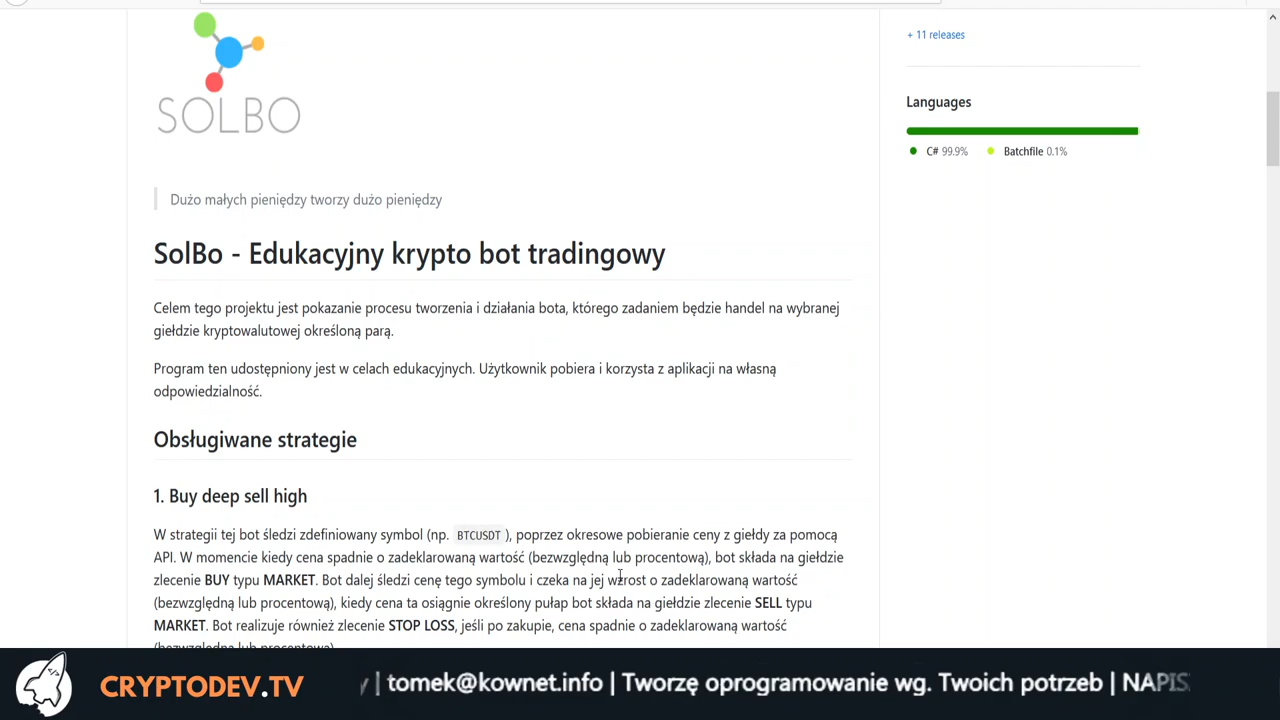 + 11 releases
Languages
C# 99.9% Batchfile 0.1%
SOLBO
Dużo małych pieniędzy tworzy dużo pieniędzy
SolBo - Edukacyjny krypto bot tradingowy
Celem tego projektu jest pokazanie procesu tworzenia i działania bota, którego zadaniem będzie handel na wybranej
giełdzie kryptowalutowej określoną parą.
Program ten udostępniony jest w celach edukacyjnych. Użytkownik pobiera i korzysta z aplikacji na własną
odpowiedzialność.
Obsługiwane strategie
1. Buy deep sell high
W strategii tej bot śledzi zdefiniowany symbol (np. BTCUSDT), poprzez okresowe pobieranie ceny z giełdy za pomocą
API. W momencie kiedy cena spadnie o zadeklarowaną wartość (bezwzględną lub procentową), bot składa na giełdzie
zlecenie BUY typu MARKET. Bot dalej śledzi cenę tego symbolu i czeka na jej wzrost o zadeklarowaną wartość
(bezwzględną lub procentową), kiedy cena ta osiągnie określony pułap bot składa na giełdzie zlecenie SELL typu
MARKET. Bot realizuje również zlecenie STOP LOSS, jeśli po zakupie, cena spadnie o zadeklarowaną wartość
(bezwzględną lub procentową)
CRYPTODEV.TV
| tomek@kownet.info | Tworzę oprogramowanie wg. Twoich potrzeb | NAPIS